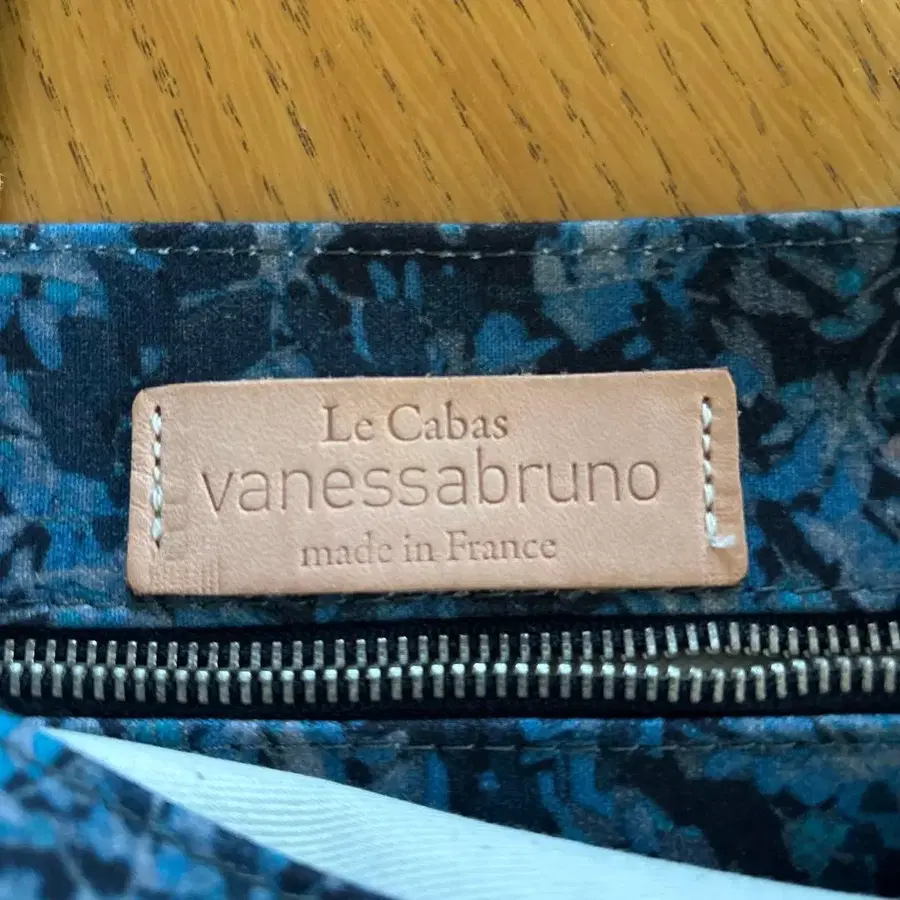 Le Cabas
vanessabruno
made in France